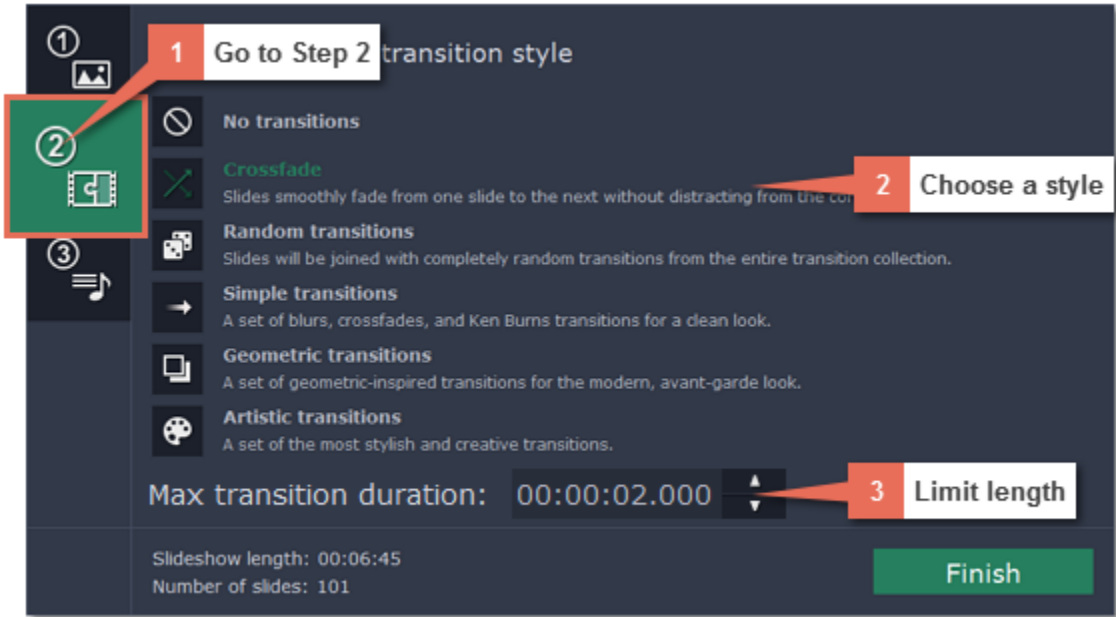 1
1 Go to Step 2 transition style
No transitions
2
Crossfade
Slides smoothly fade from one slide to the next without distracting from the
2 Choose a style
Random transitions
3
Slides will be joined with completely random transitions from the entire transition collection.
Simple transitions
A set of blurs, crossfades, and Ken Burns transitions for a clean look.
Geometric transitions
A set of geometric-inspired transitions for the modern, avant-garde look.
Artistic transitions
A set of the most stylish and creative transitions.
Max transition duration: 00:00:02.000
3 Limit length
Slideshow length: 00:06:45
Number of slides: 101
Finish